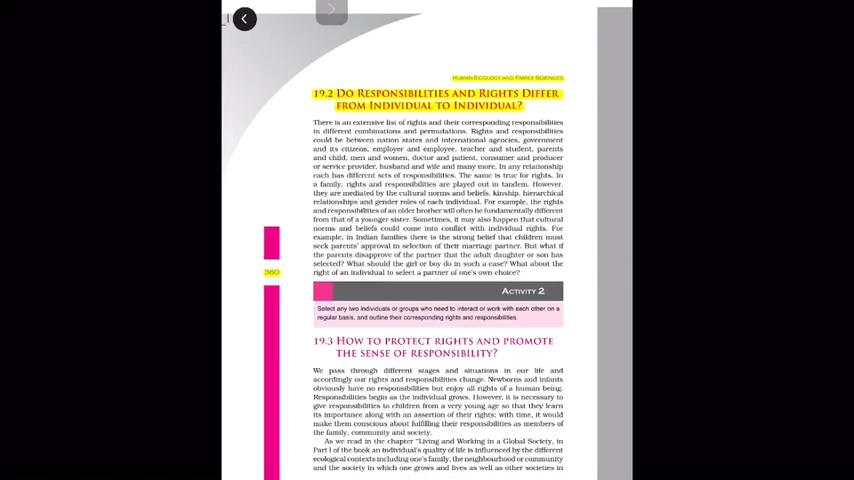 HUMAN ECOLOGY AND FAMILY SCIENCES
19.2 DO RESPONSIBILITIES AND RIGHTS DIFFER
FROM INDIVIDUAL TO INDIVIDUAL?
There is an extensive list of rights and their corresponding responsibilities
in different combinations and permutations. Rights and responsibilities
could be between nation states and international agencies, government
and its citizens, employer and employee, teacher and student, parents
and child, men and women, doctor and patient, consumer and producer
or service provider, husband and wife and many more. In any relationship
each has different sets of responsibilities. The same is true for rights. In
a family, rights and responsibilities are played out in tandem. However,
they are mediated by the cultural norms and beliefs, kinship, hierarchical
relationships and gender roles of each individual. For example, the rights
and responsibilities of an older brother will often be fundamentally different
from that of a younger sister. Sometimes, it may also happen that cultural
norms and beliefs could come into conflict with individual rights. For
example, in Indian families there is the strong belief that children must
seek parents' approval in selection of their marriage partner. But what if
the parents disapprove of the partner that the adult daughter or son has
selected? What should the girl or boy do in such a case? What about the
360
right of an individual to select a partner of one's own choice?
ACTIVITY 2
Select any two individuals or groups who need to interact or work with each other on a
regular basis, and outline their corresponding rights and responsibilities.
19.3 HOW TO PROTECT RIGHTS AND PROMOTE
THE SENSE OF RESPONSIBILITY?
We pass through different stages and situations in our life and
accordingly our rights and responsibilities change. Newborns and infants
obviously have no responsibilities but enjoy all rights of a human being.
Responsibilities begin as the individual grows. However, it is necessary to
give responsibilities to children from a very young age so that they learn
its importance along with an assertion of their rights; with time, it would
make them conscious about fulfilling their responsibilities as members of
the family, community and society.
As we read in the chapter "Living and Working in a Global Society, in
Part I of the book an individual's quality of life is influenced by the different
ecological contexts including one's family, the neighbourhood or community
and the society in which one grows and lives as well as other societies in